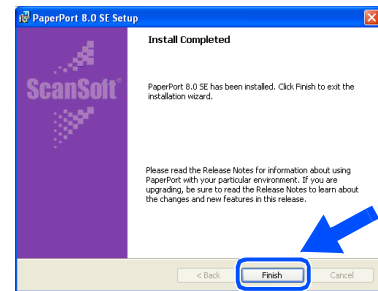 PaperPort 8.0 SE Setup
Install Completed
ScanSoft®
PaperPort 8.0 SE has been installed. Click Finish to exit the
installation wizard.
Please read the Release Notes for information about using
PaperPort with your particular environment. If you are
upgrading, be sure to read the Release Notes to learn about
the changes and new features in this release.
< Back
Finish
Cancel